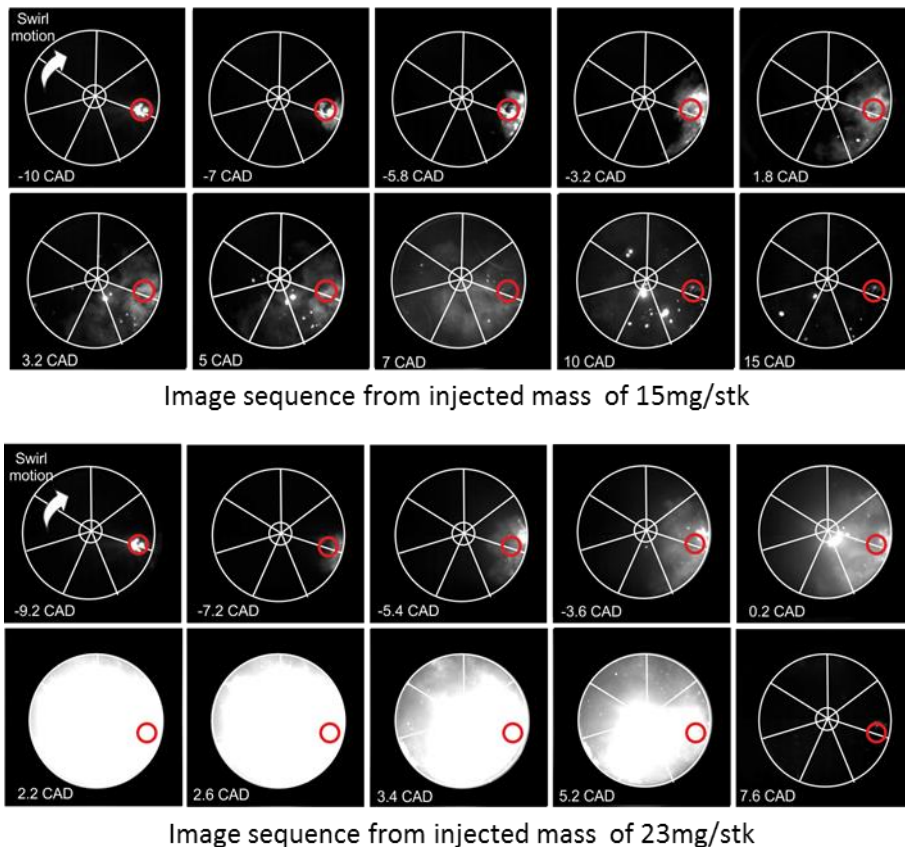 Swirl
motion
-10 CAD
-7 CAD
-5.8 CAD
-3.2 CAD
1.8 CAD
3.2 CAD
5 CAD
7 CAD
10 CAD
15 CAD
Image sequence from injected mass of 15mg/stk
Swirl
motion
-9.2 CAD
-7.2 CAD
-5.4 CAD
-3.6 CAD
0.2 CAD
2.2 CAD
2.6 CAD
3.4 CAD
5.2 CAD
7.6 CAD
Image sequence from injected mass of 23mg/stk